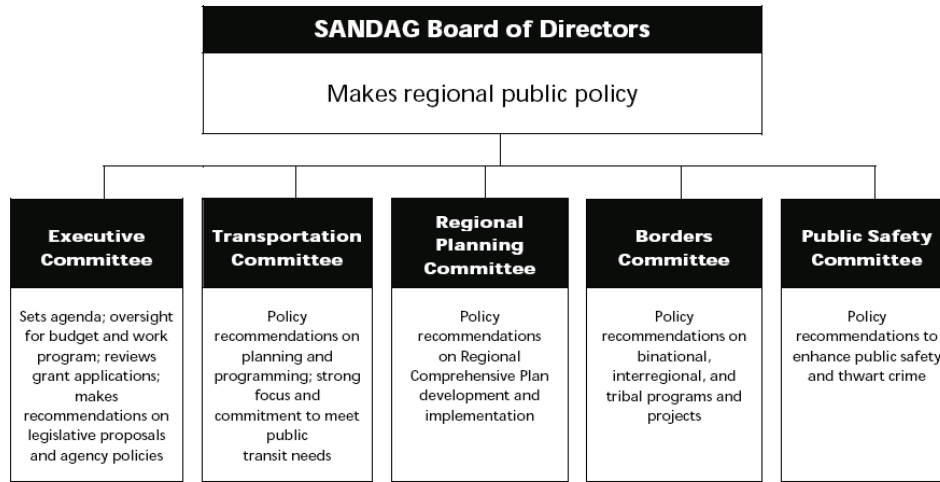 SANDAG Board of Directors
Makes regional public policy
Executive
Committee
Sets agenda; oversight
for budget and work
program; reviews
grant applications;
makes
recommendations on
legislative proposals
and agency policies
Transportation
Committee
Policy
recommendations on
planning and
programming; strong
focus and
commitment to meet
public
transit needs
Regional
Planning
Committee
Policy
recommendations
on Regional
Comprehensive Plan
development and
implementation
Borders
Committee
Policy
recommendations on
binational,
interregional, and
tribal programs and
projects
Public Safety
Committee
Policy
recommendations to
enhance public safety
and thwart crime